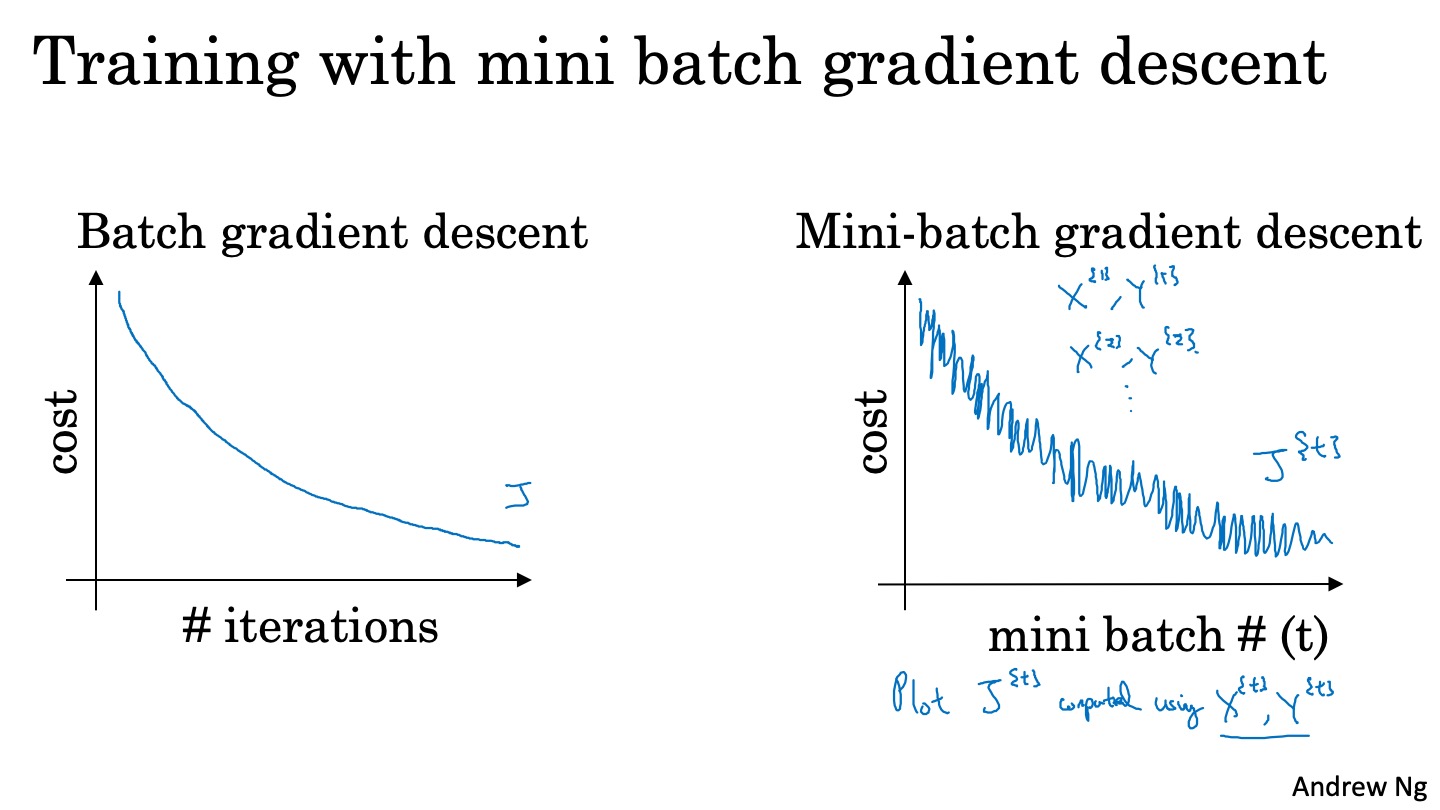 Training with mini batch gradient descent
Batch gradient descent
cost
J
# iterations
Mini-batch gradient descent
X^{1}, Y^{1}
X^{2}, Y^{2}
⋮
cost
J^{t}
mini batch # (t)
Plot J^{t} computed using X^{t}, Y^{t}
Andrew Ng